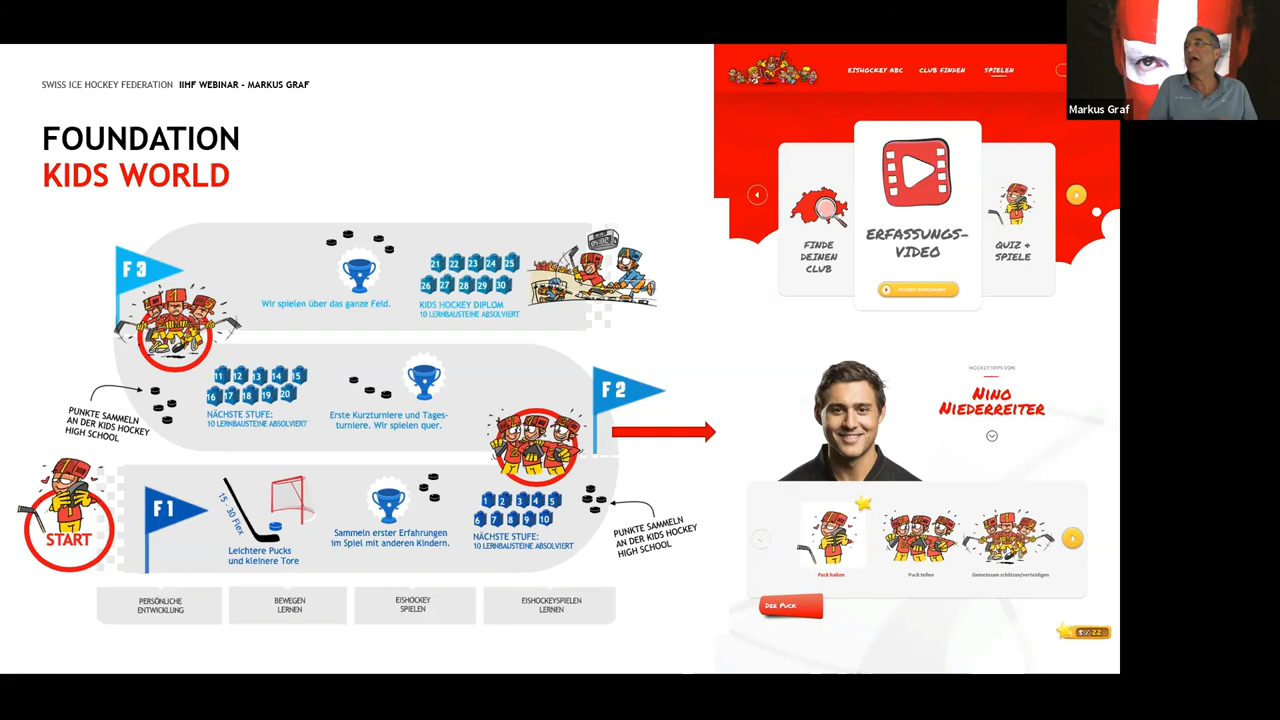 SWISS ICE HOCKEY FEDERATION IIHF WEBINAR - MARKUS GRAF
FOUNDATION
KIDS WORLD
F3
Wir spielen über das ganze Feld.
21 22 23 24 25
26 27 28 29 30
KIDS HOCKEY DIPLOM
10 LERNBAUSTEINE ABSOLVIERT
PUNKTE SAMMELN
AN DER KIDS HOCKEY
HIGH SCHOOL
11 12 13 14 15
16 17 18 19 20
NÄCHSTE STUFE:
10 LERNBAUSTEINE ABSOLVIERT
Erste Kurzturniere und Tages-
turniere. Wir spielen quer.
F2
START
F1
15 - 30 Flex
Leichtere Pucks
und kleinere Tore
Sammeln erster Erfahrungen
im Spiel mit anderen Kindern.
1 2 3 4 5
6 7 8 9 10
NÄCHSTE STUFE:
10 LERNBAUSTEINE ABSOLVIERT
PUNKTE SAMMELN
AN DER KIDS HOCKEY
HIGH SCHOOL
PERSÖNLICHE
ENTWICKLUNG
BEWEGEN
LERNEN
EISHOCKEY
SPIELEN
EISHOCKEYSPIELEN
LERNEN
EISHOCKEY ABC CLUB FINDEN SPIELEN
FINDE
DEINEN
CLUB
ERFASSUNGS-
VIDEO
QUIZ +
SPIELE
HOCKEYTIPPS VON
NINO
NIEDERREITER
Puck halten
Puck teilen
Gemeinsam schützen/verteidigen
DER PUCK
5 / 22
Markus Graf